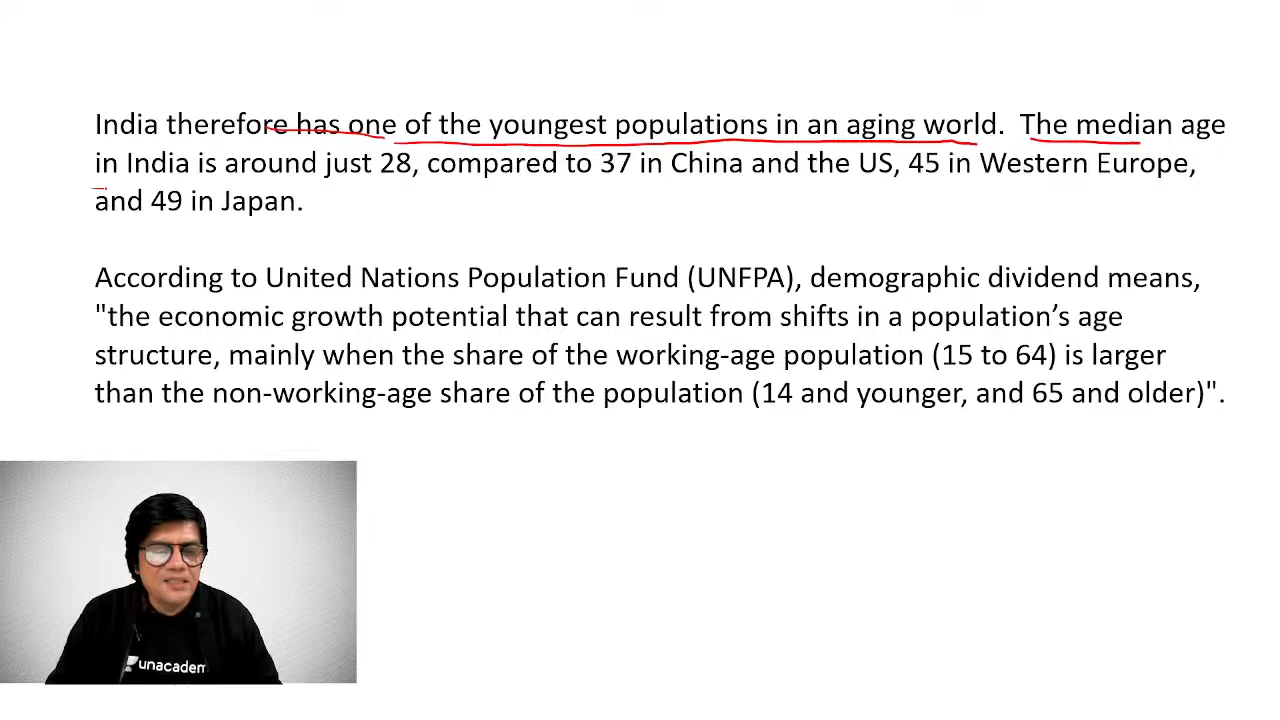 India therefore has one of the youngest populations in an aging world.  The median age
in India is around just 28, compared to 37 in China and the US, 45 in Western Europe,
and 49 in Japan.
According to United Nations Population Fund (UNFPA), demographic dividend means,
"the economic growth potential that can result from shifts in a population’s age
structure, mainly when the share of the working-age population (15 to 64) is larger
than the non-working-age share of the population (14 and younger, and 65 and older)".
unacadem